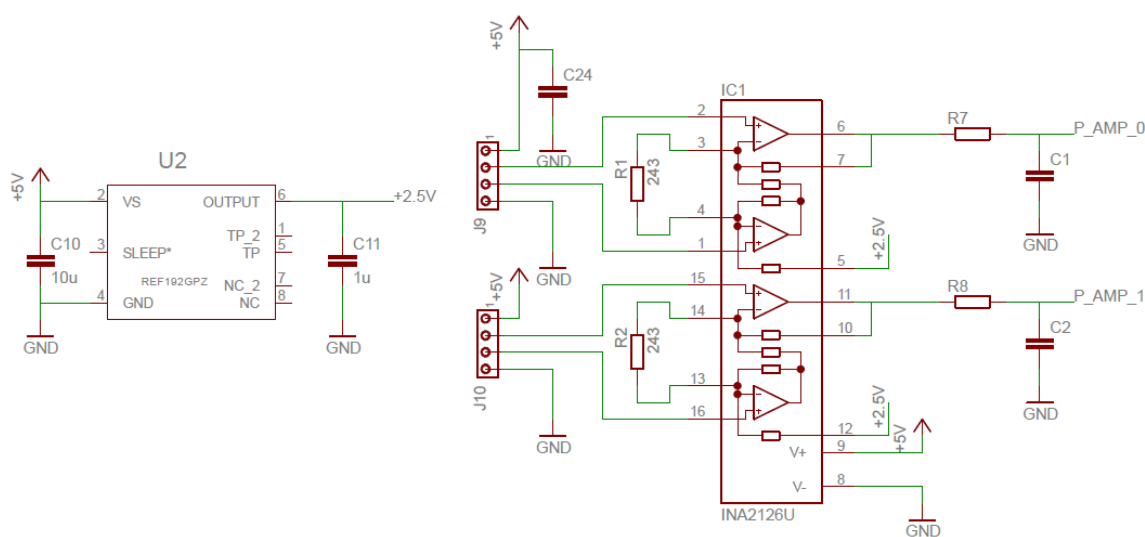 U2
+5V
2
VS
OUTPUT
6
+2.5V
TP_2
1
TP
5
3
SLEEP*
REF192GPZ
NC_2
7
NC
8
4
GND
C10
10u
C11
1u
GND
GND
+5V
C24
GND
1
J9
GND
R1
243
+5V
1
J10
GND
R2
243
IC1
2
3
4
1
15
14
13
16
6
7
5
+2.5V
11
10
12
+2.5V
V+
9
+5V
V-
8
GND
INA2126U
R7
P_AMP_0
C1
GND
R8
P_AMP_1
C2
GND